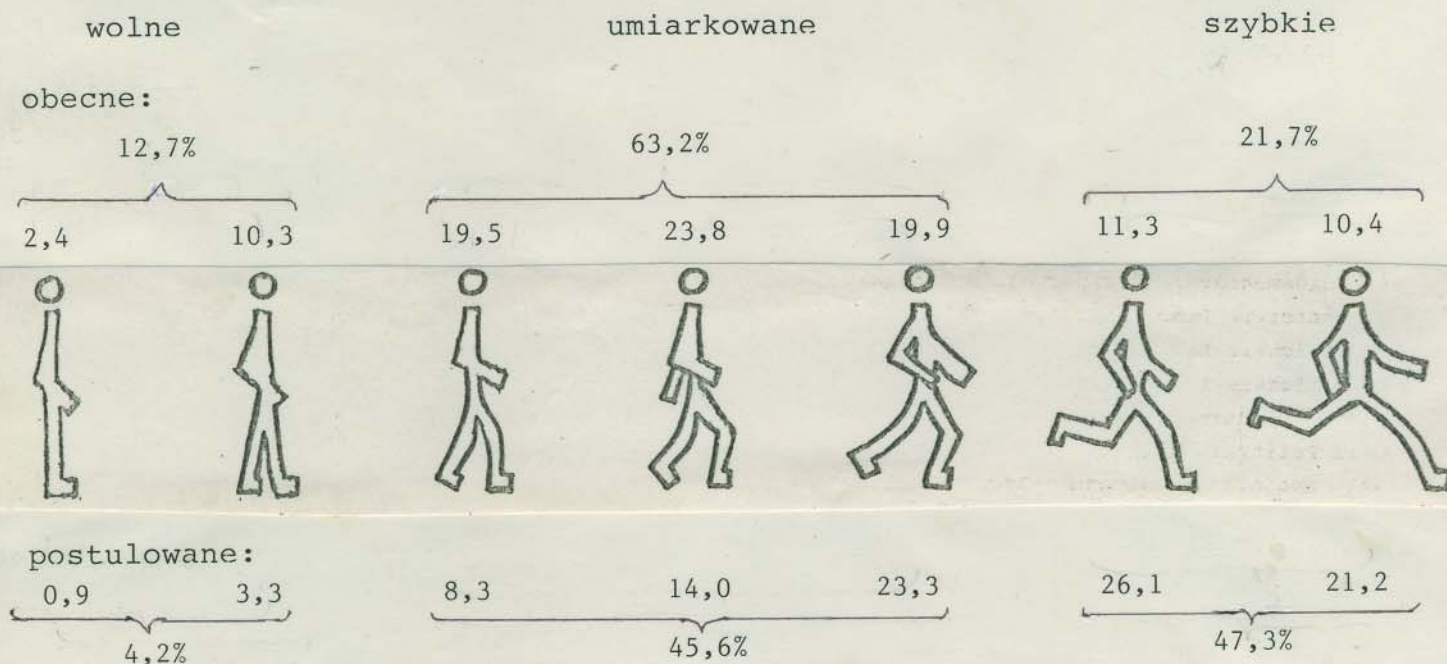 wolne umiarkowane szybkie
obecne:
12,7% 63,2% 21,7%
2,4 10,3 19,5 23,8 19,9 11,3 10,4
postulowane:
0,9 3,3 8,3 14,0 23,3 26,1 21,2
4,2% 45,6% 47,3%